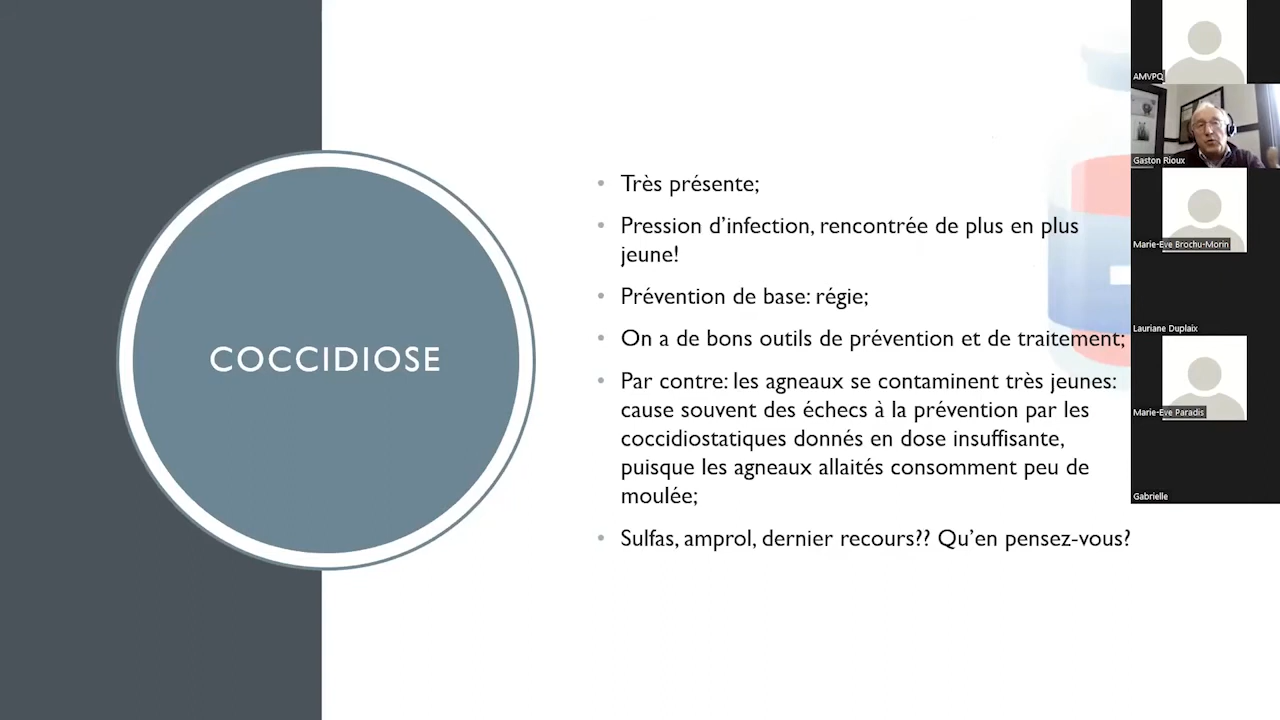 COCCIDIOSE
Très présente;
Pression d’infection, rencontrée de plus en plus
jeune!
Prévention de base: régie;
On a de bons outils de prévention et de traitement;
Par contre: les agneaux se contaminent très jeunes:
cause souvent des échecs à la prévention par les
coccidiostatiques donnés en dose insuffisante,
puisque les agneaux allaités consomment peu de
moulée;
Sulfas, amprol, dernier recours?? Qu’en pensez-vous?
AMVPQ
Gaston Rioux
Marie-Eve Brochu-Morin
Lauriane Duplaix
Marie-Eve Paradis
Gabrielle